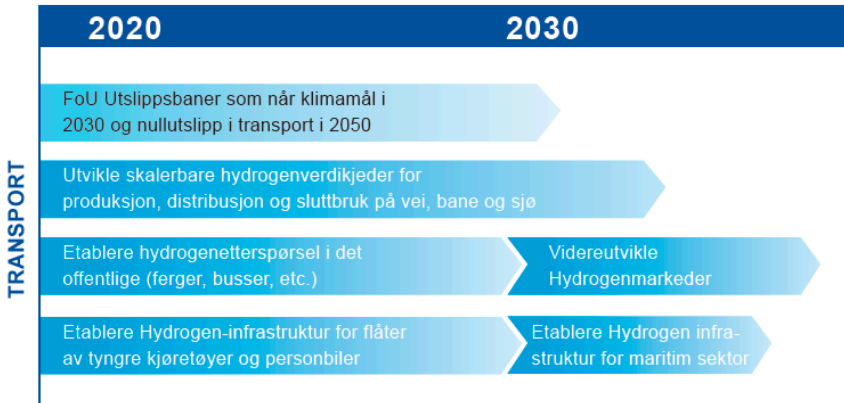 2020 2030
TRANSPORT
FoU Utslippsbaner som når klimamål i
2030 og nullutslipp i transport i 2050
Utvikle skalerbare hydrogenverdikjeder for
produksjon, distribusjon og sluttbruk på vei, bane og sjø
Etablere hydrogenetterspørsel i det
offentlige (ferger, busser, etc.)
Videreutvikle
Hydrogenmarkeder
Etablere Hydrogen-infrastruktur for flåter
av tyngre kjøretøyer og personbiler
Etablere Hydrogen infra-
struktur for maritim sektor